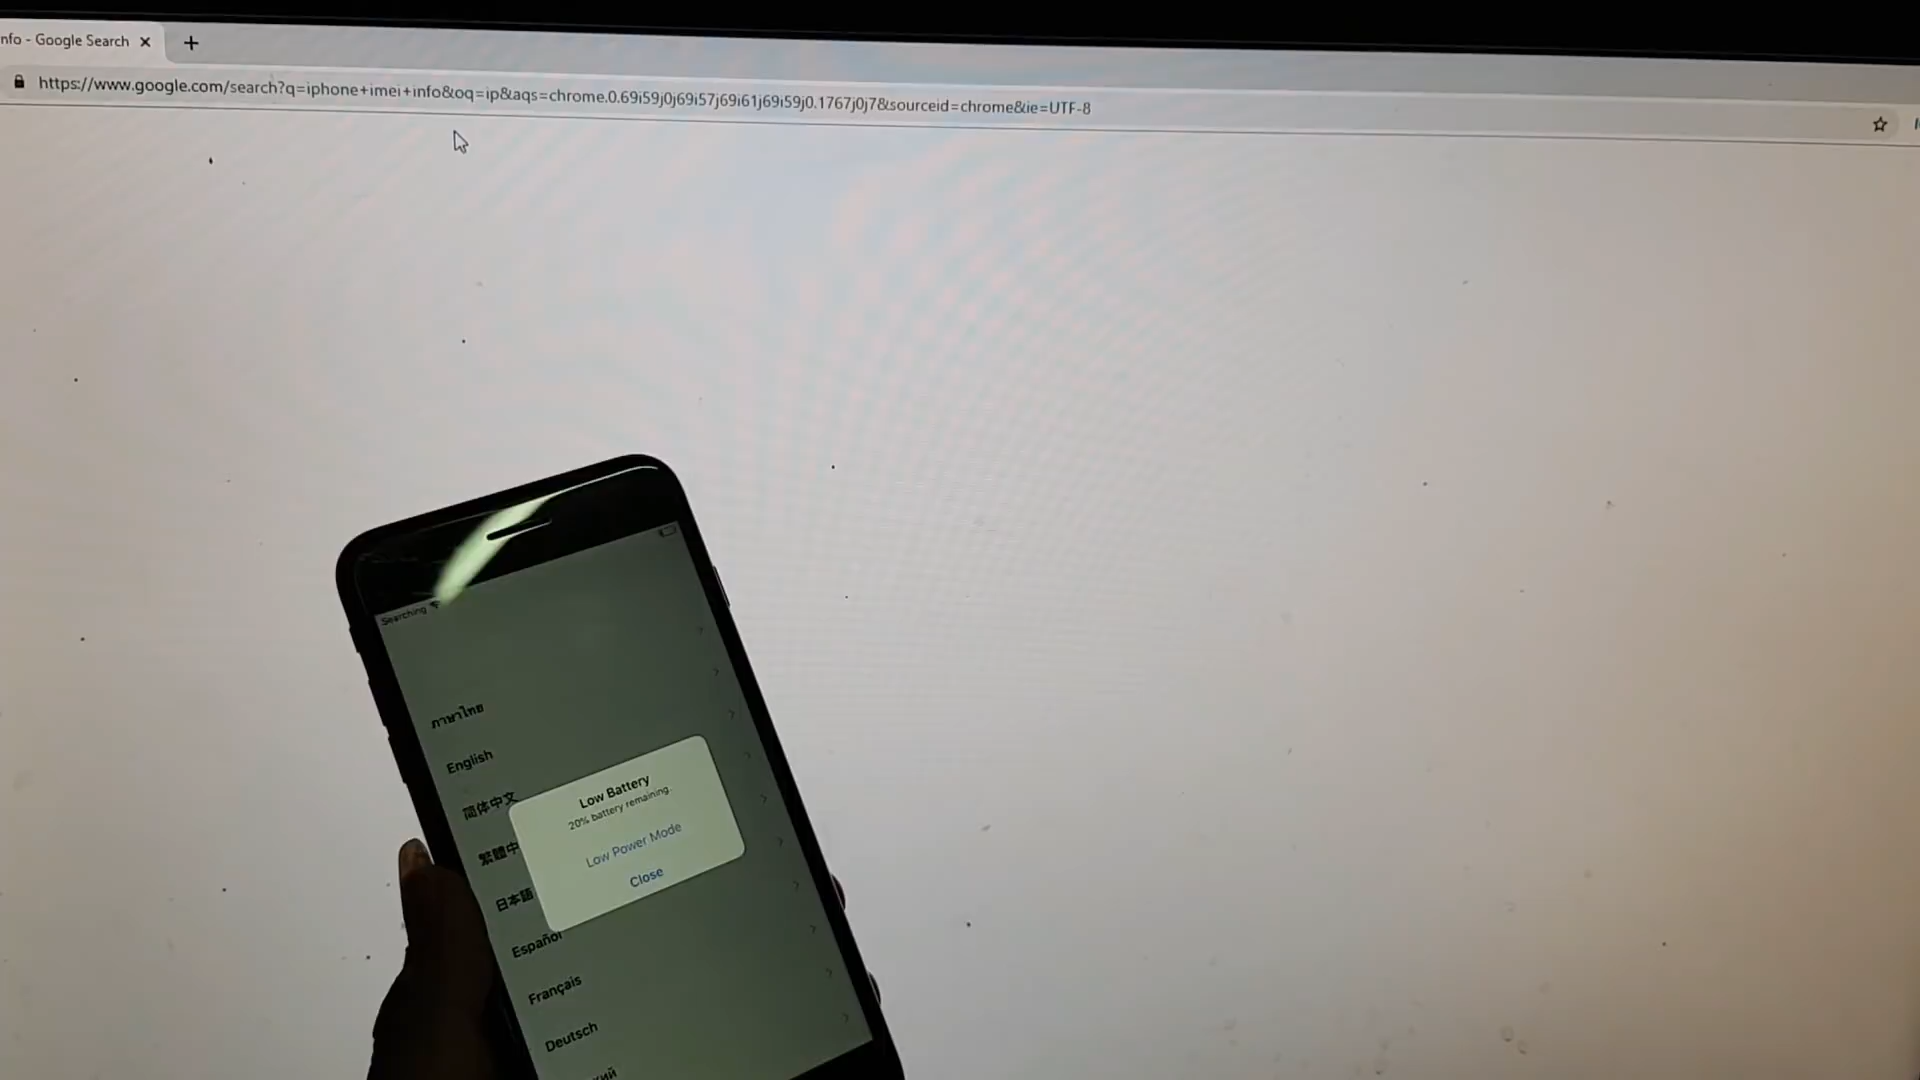 nfo - Google Search
https://www.google.com/search?q=iphone+imei+info&oq=ip&aqs=chrome.0.69i59j0j69i57j69i61j69i59j0.1767j0j7&sourceid=chrome&ie=UTF-8
Searching
ภาษาไทย
English
简体中文
繁體中
日本語
Español
Français
Deutsch
кий
Low Battery
20% battery remaining.
Low Power Mode
Close